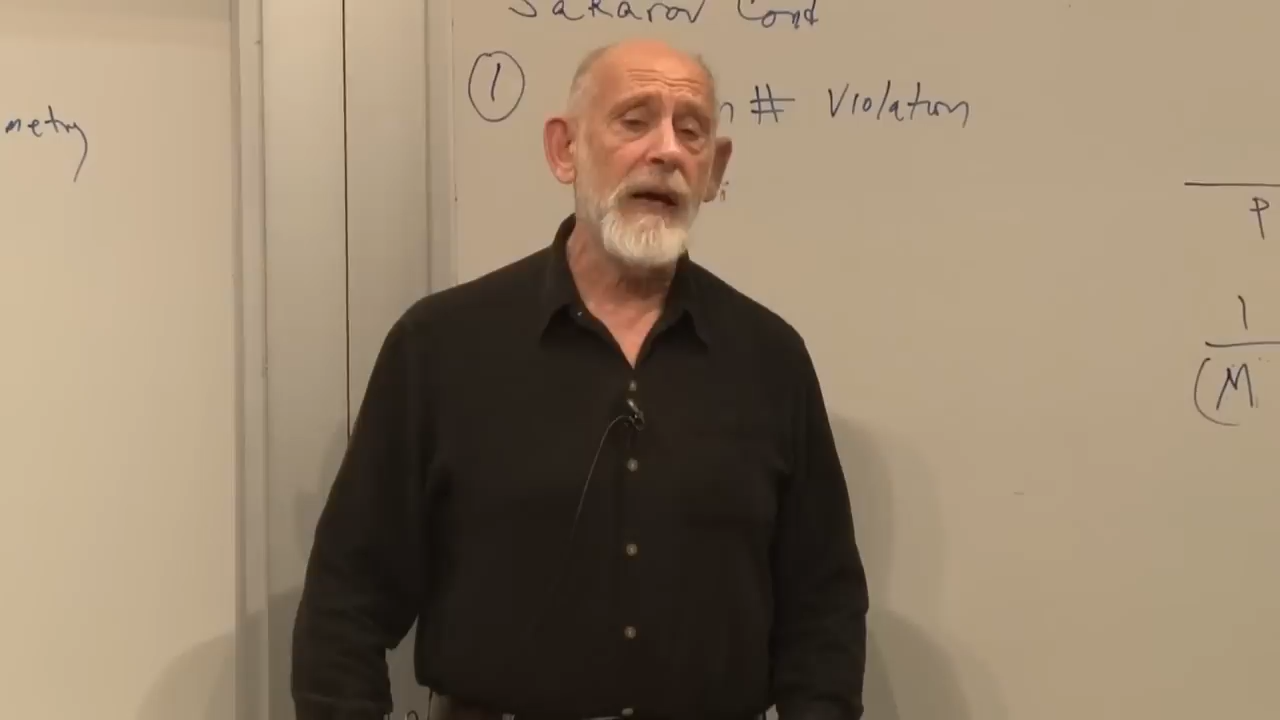 Sakarov Cond
metry
①
n # Violation
P
1
(M